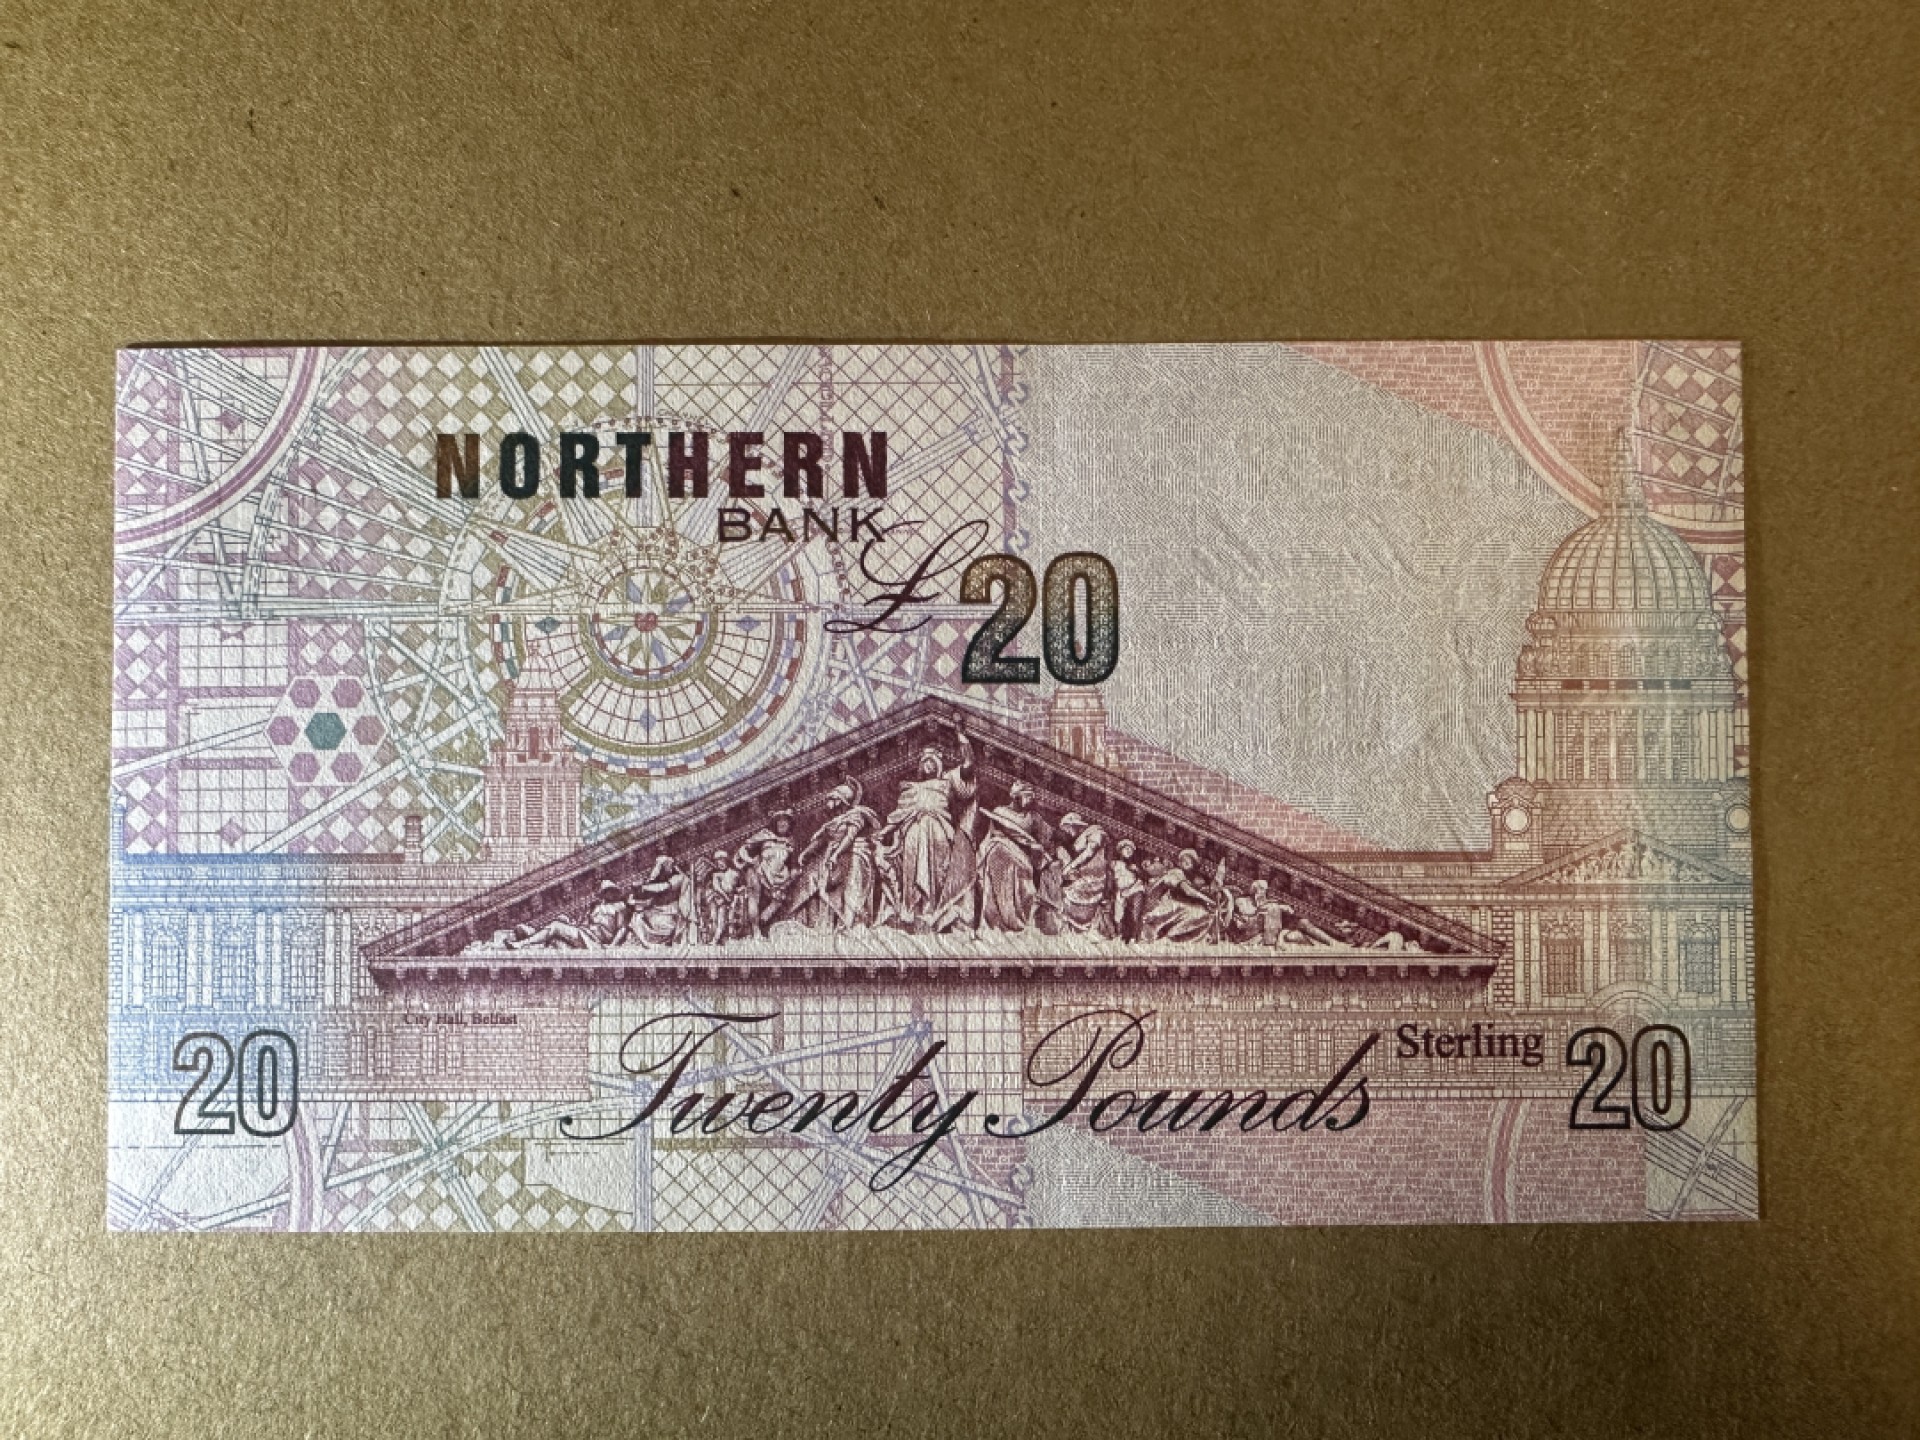 NORTHERN
BANK
£20
City Hall, Belfast
Twenty Pounds Sterling
20
20